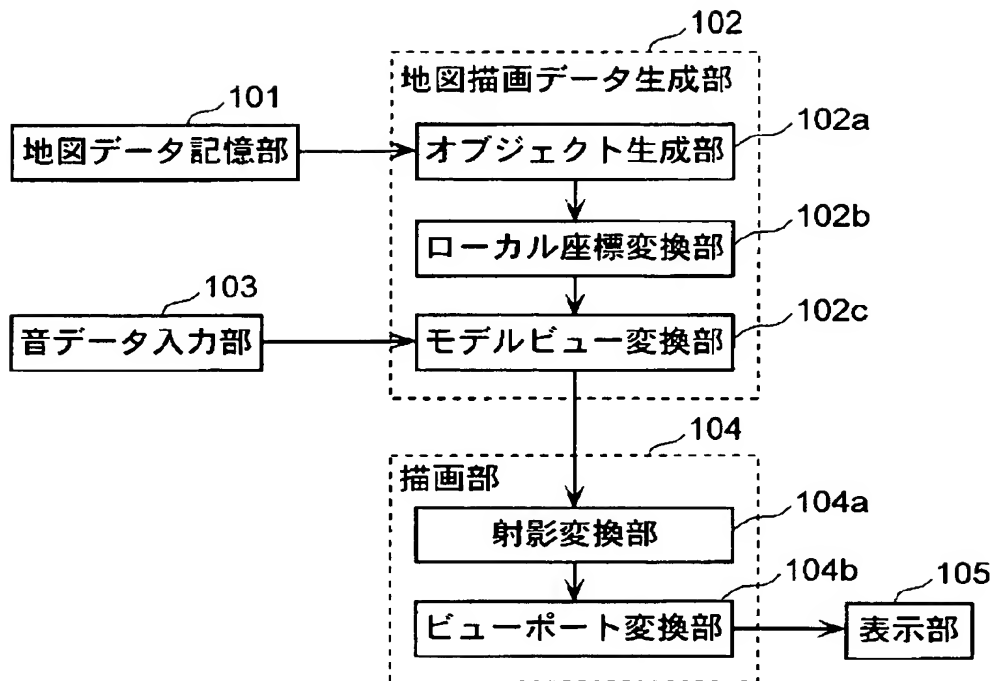 102
地図描画データ生成部
101
地図データ記憶部
102a
オブジェクト生成部
102b
ローカル座標変換部
103
音データ入力部
102c
モデルビュー変換部
104
描画部
104a
射影変換部
104b
ビューポート変換部
105
表示部